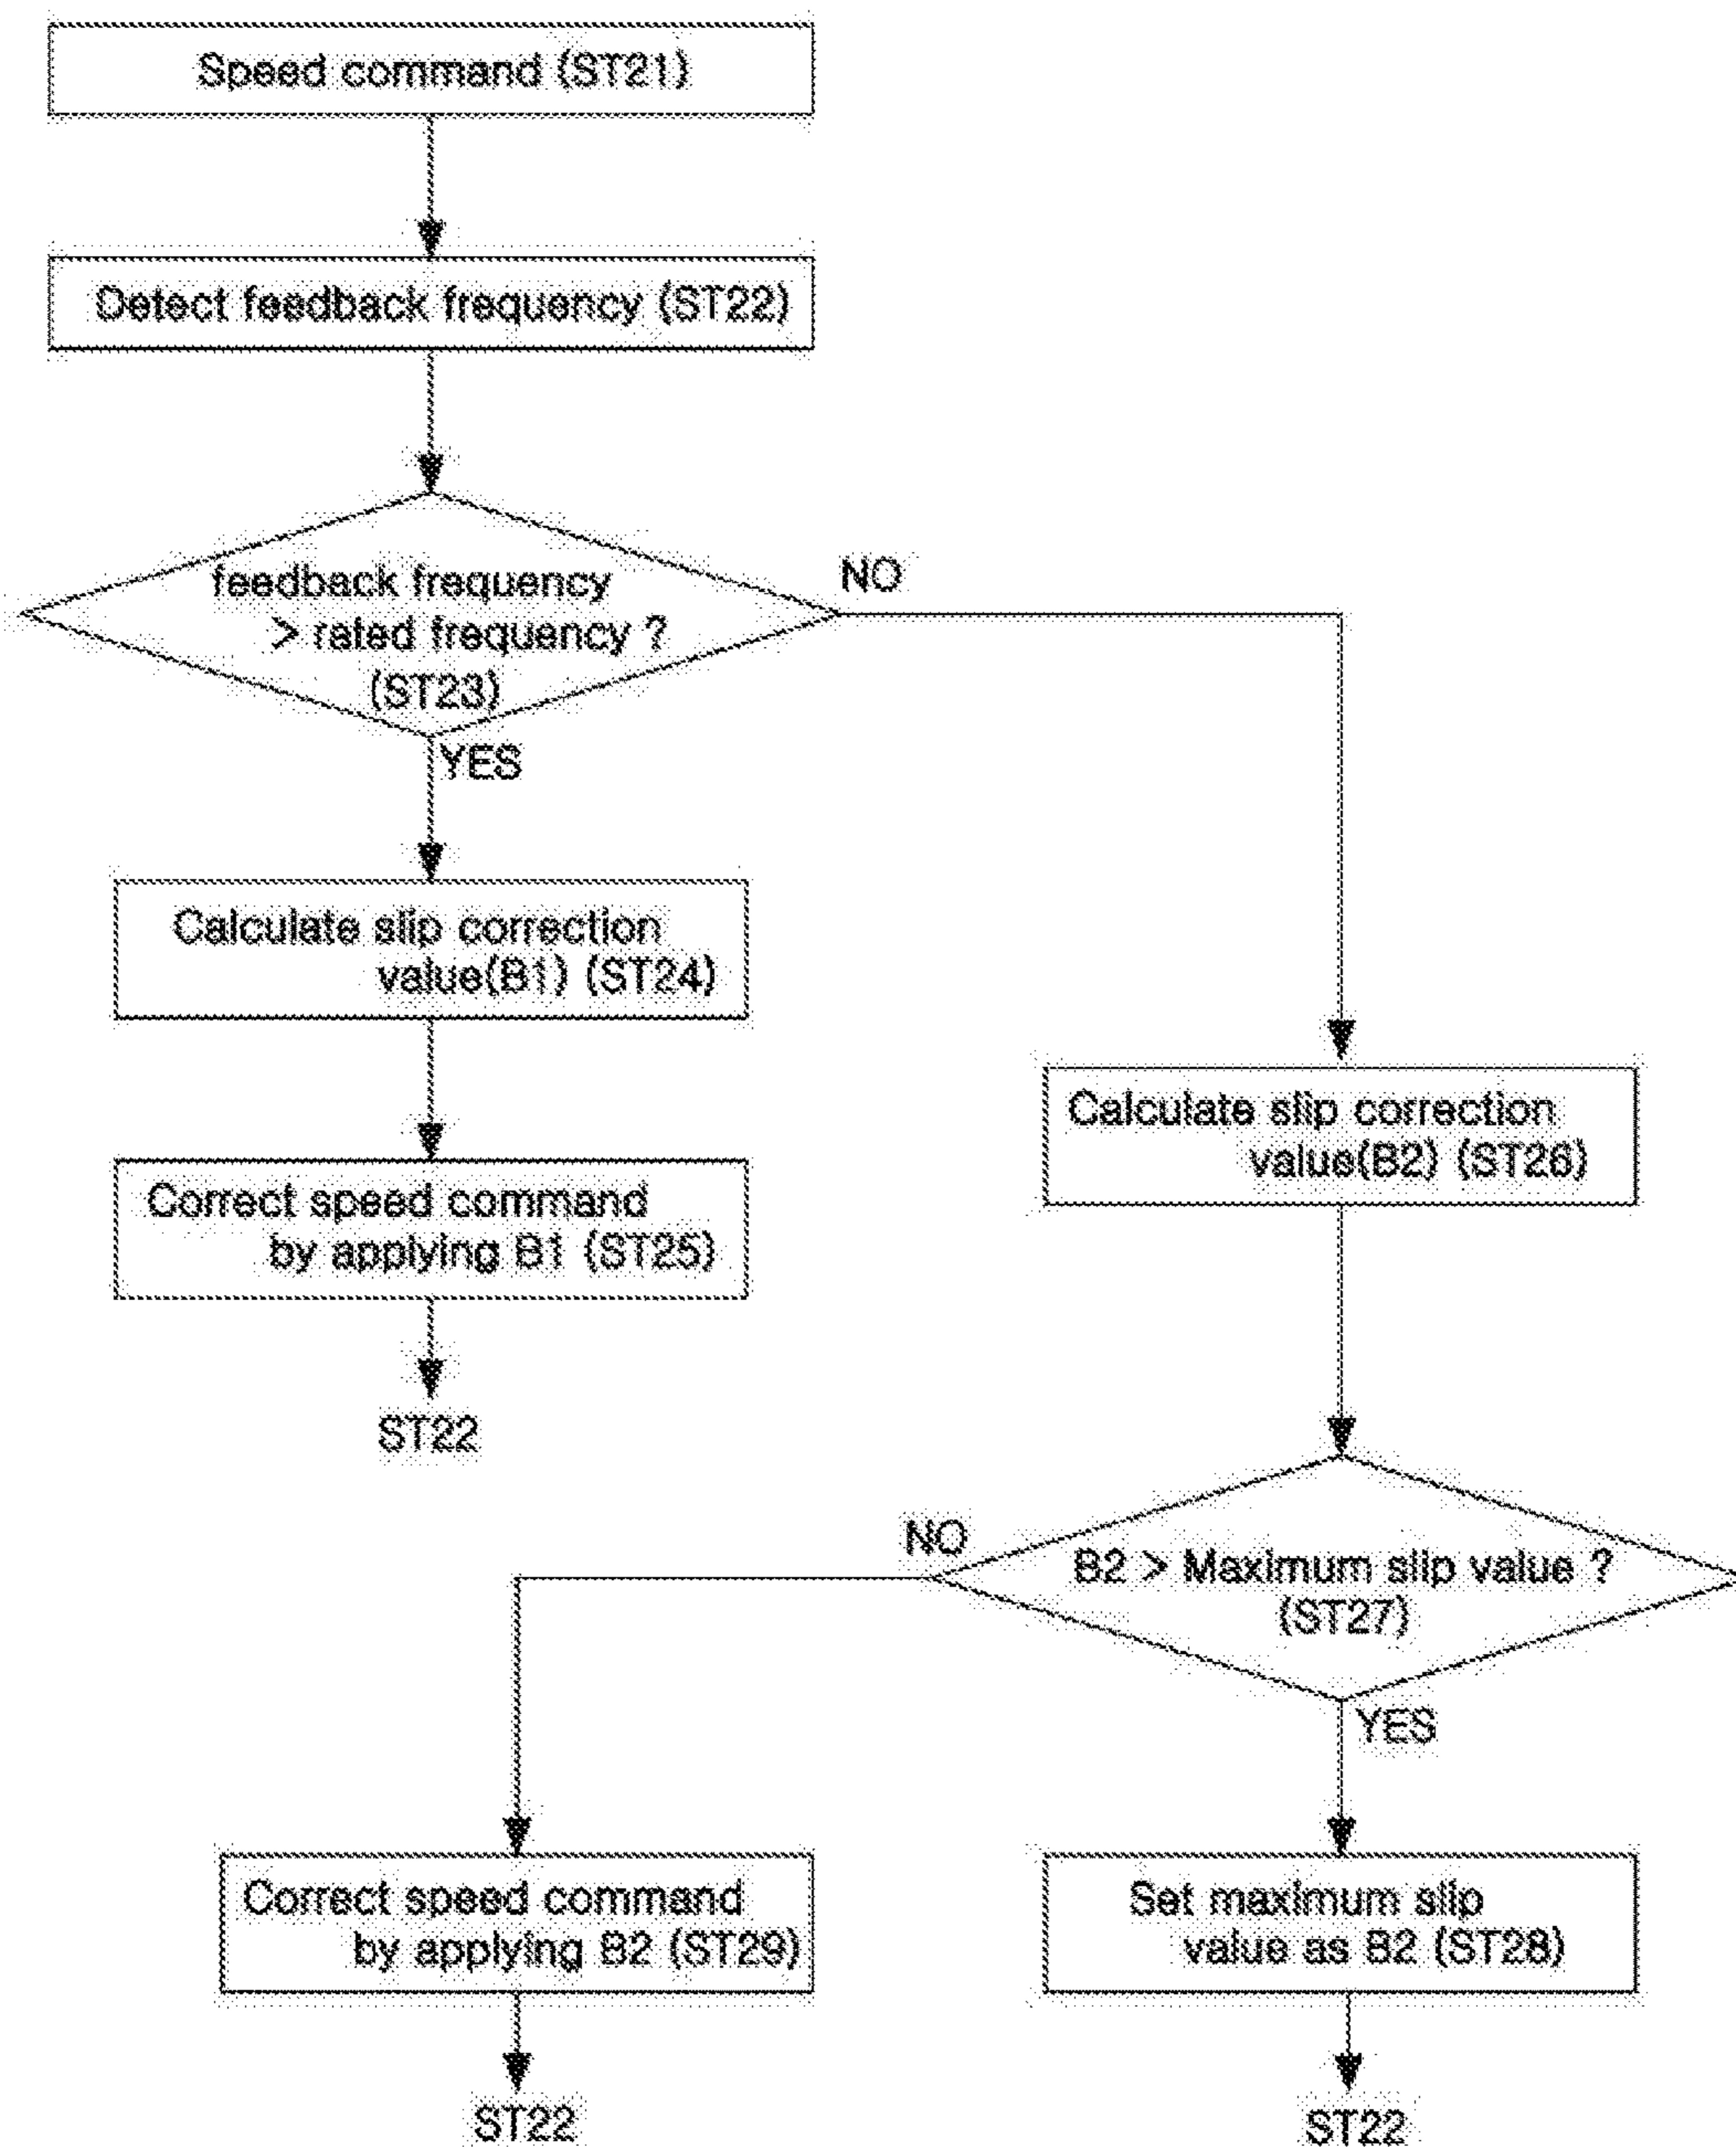 Speed command (ST21)
Detect feedback frequency (ST22)
feedback frequency
> rated frequency ?
(ST23)
NO
YES
Calculate slip correction
value(B1) (ST24)
Correct speed command
by applying B1 (ST25)
ST22
Calculate slip correction
value(B2) (ST26)
B2 > Maximum slip value ?
(ST27)
NO
YES
Correct speed command
by applying B2 (ST29)
ST22
Set maximum slip
value as B2 (ST28)
ST22